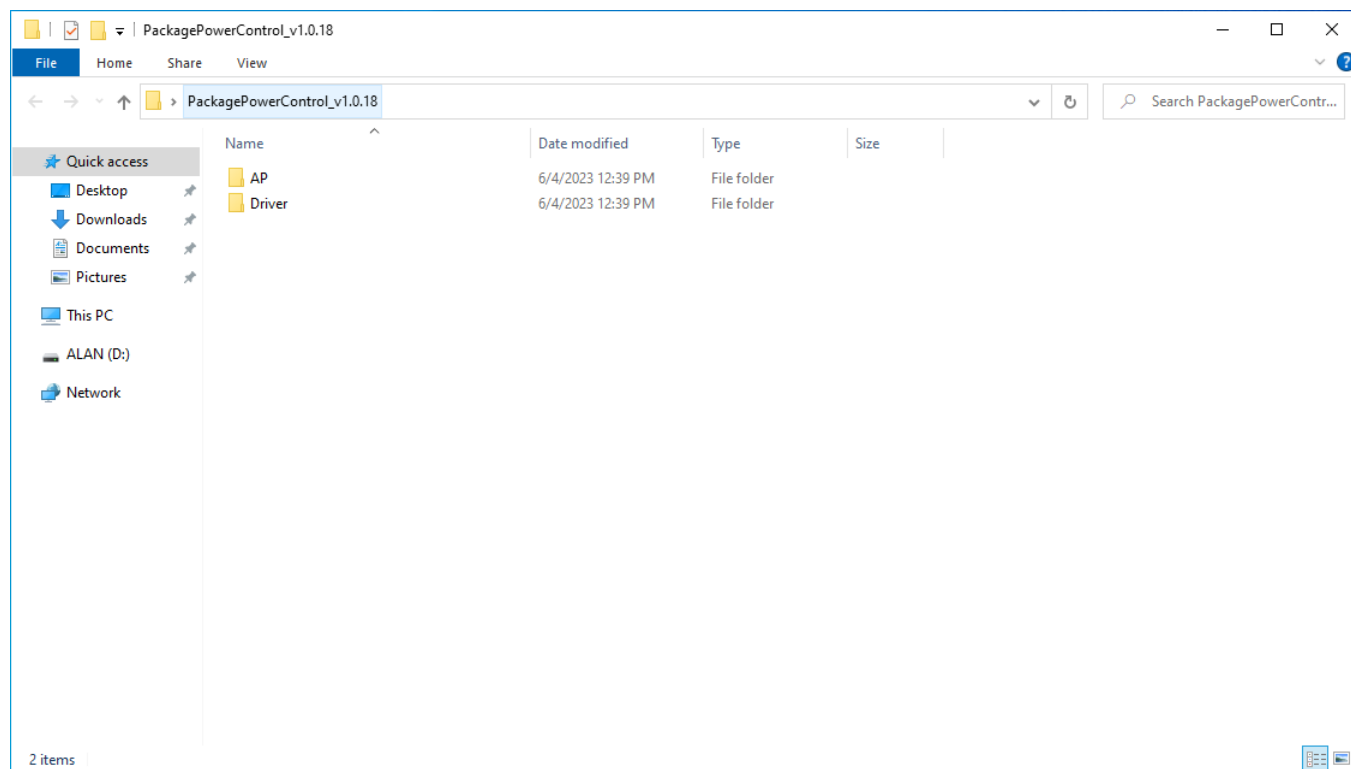 PackagePowerControl_v1.0.18
File Home Share View
PackagePowerControl_v1.0.18
Search PackagePowerContr...
Name Date modified Type Size
Quick access
AP 6/4/2023 12:39 PM File folder
Desktop
Driver 6/4/2023 12:39 PM File folder
Downloads
Documents
Pictures
This PC
ALAN (D:)
Network
2 items